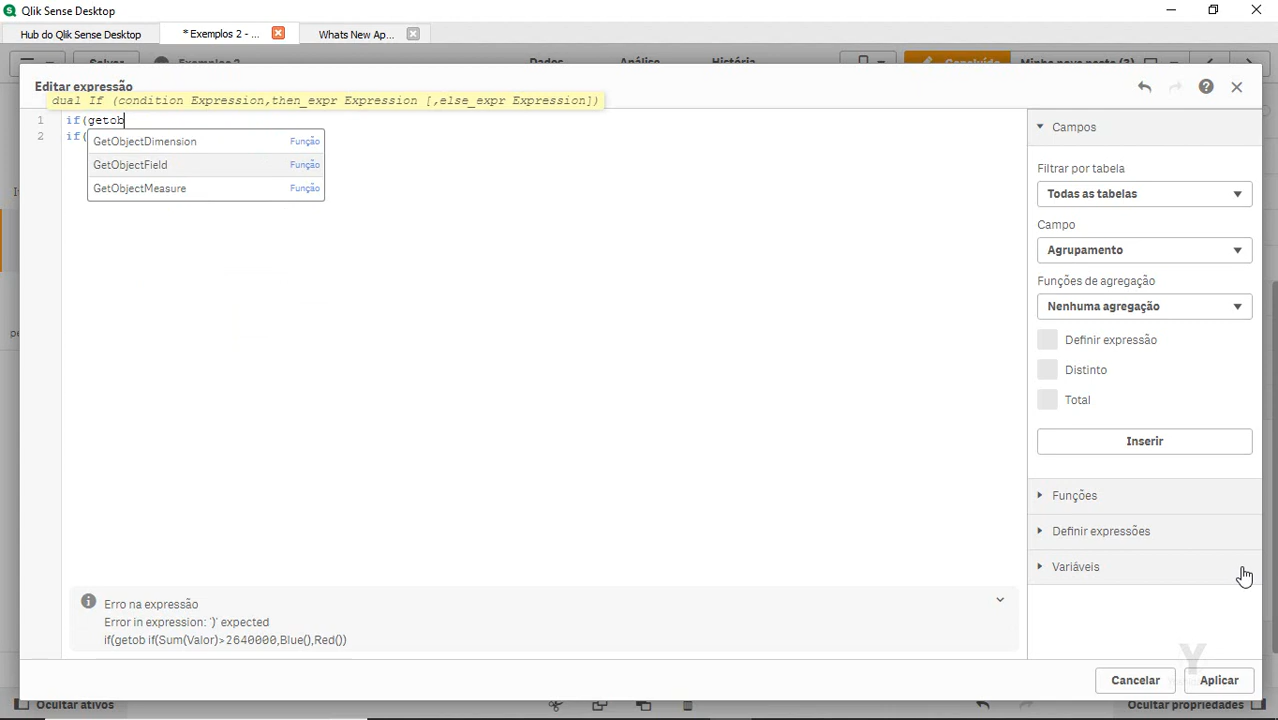 Qlik Sense Desktop
Hub do Qlik Sense Desktop
* Exemplos 2 - ...
Whats New Ap...
Dados
Análise
História
Editar expressão
dual If (condition Expression,then_expr Expression [,else_expr Expression])
1 if(getob
2 if(
GetObjectDimension Função
GetObjectField Função
GetObjectMeasure Função
Campos
Filtrar por tabela
Todas as tabelas
Campo
Agrupamento
Funções de agregação
Nenhuma agregação
Definir expressão
Distinto
Total
Inserir
Funções
Definir expressões
Variáveis
Erro na expressão
Error in expression: ')' expected
if(getob if(Sum(Valor)>2640000,Blue(),Red())
Cancelar
Aplicar
Ocultar ativos
Ocultar propriedades